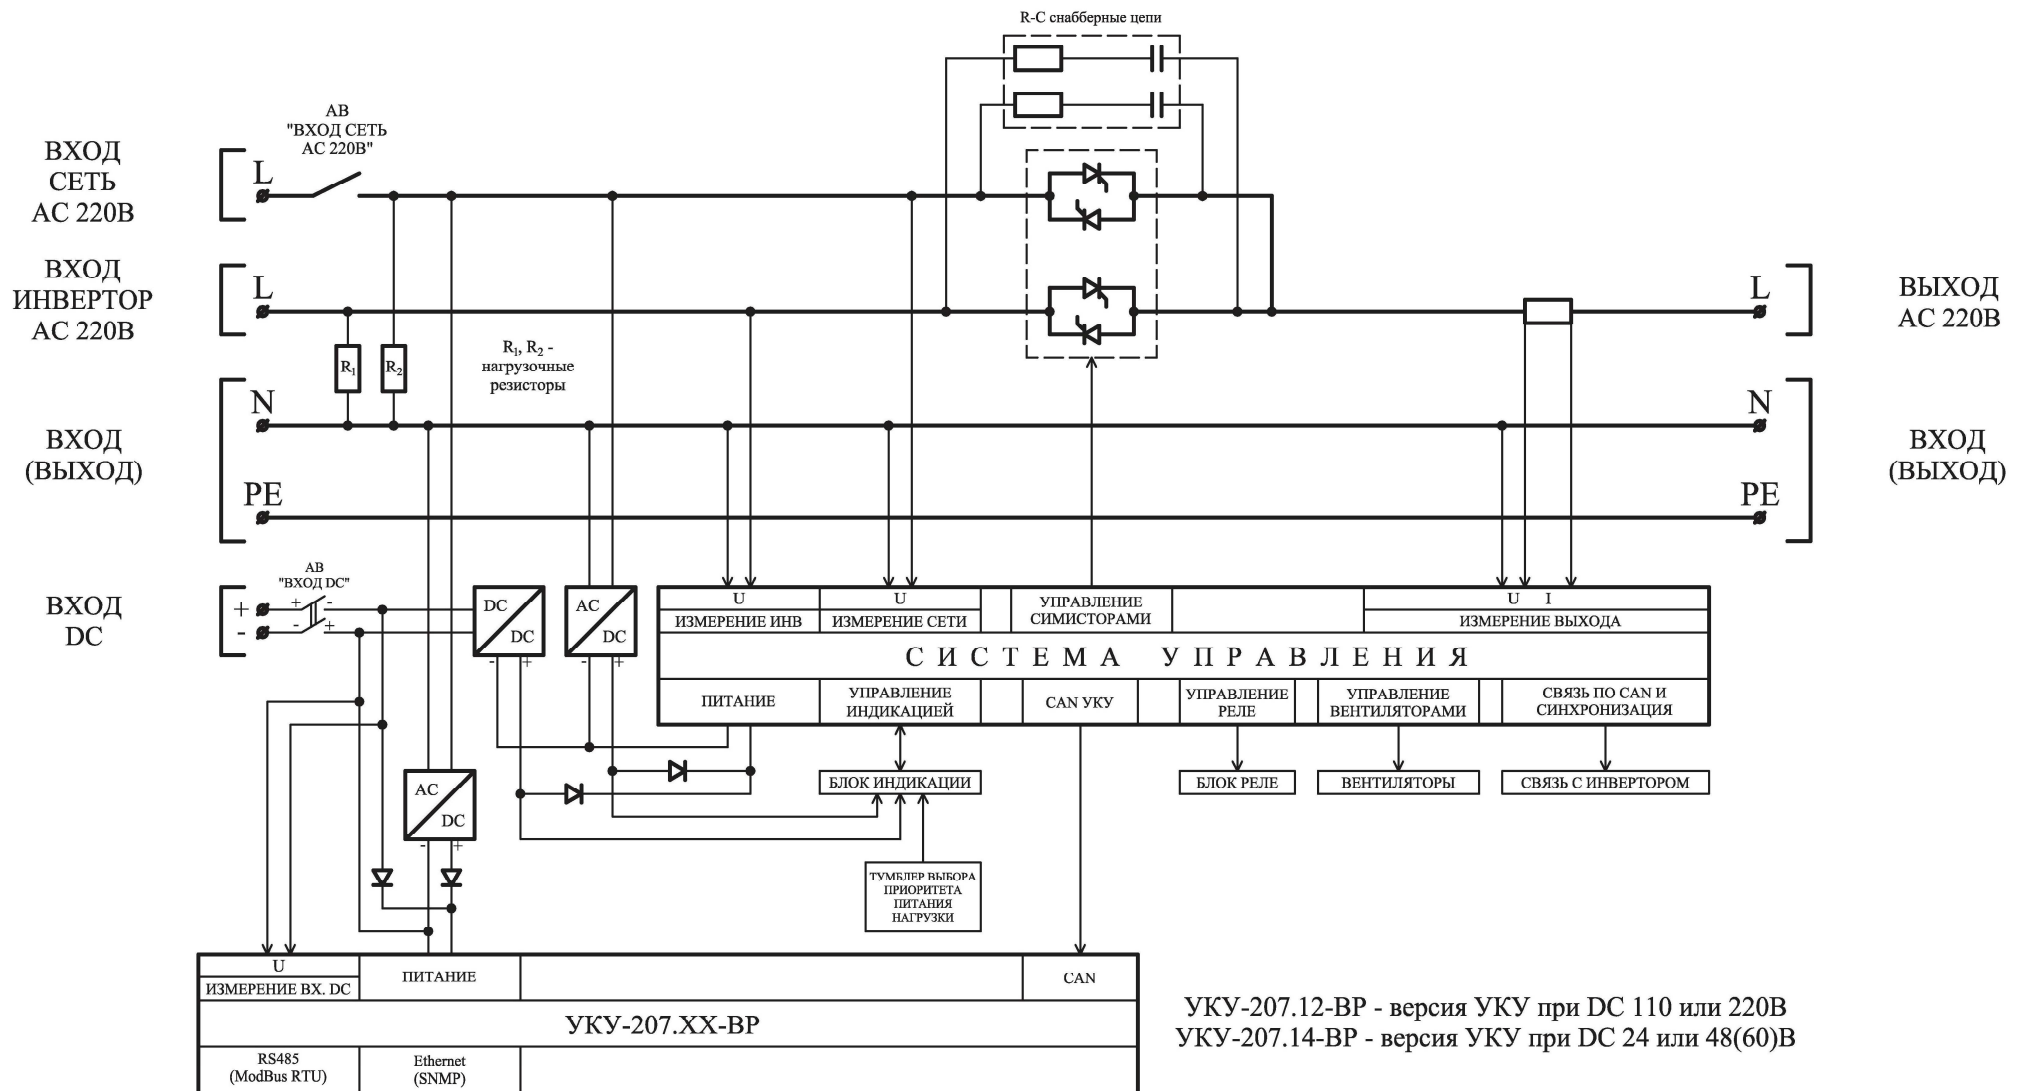 R-C снабберные цепи
АВ
"ВХОД СЕТЬ
АС 220В"
ВХОД
СЕТЬ
АС 220В
L
ВХОД
ИНВЕРТОР
АС 220В
L
L
ВЫХОД
АС 220В
R1
R2
R1, R2 -
нагрузочные
резисторы
N
N
ВХОД
(ВЫХОД)
ВХОД
(ВЫХОД)
PE
PE
АВ
"ВХОД DC"
ВХОД
DC
+
-
+ -
- +
DC
DC
- +
AC
DC
- +
U
ИЗМЕРЕНИЕ ИНВ
U
ИЗМЕРЕНИЕ СЕТИ
УПРАВЛЕНИЕ
СИМИСТОРАМИ
U I
ИЗМЕРЕНИЕ ВЫХОДА
СИСТЕМА УПРАВЛЕНИЯ
ПИТАНИЕ
УПРАВЛЕНИЕ
ИНДИКАЦИЕЙ
CAN УКУ
УПРАВЛЕНИЕ
РЕЛЕ
УПРАВЛЕНИЕ
ВЕНТИЛЯТОРАМИ
СВЯЗЬ ПО CAN И
СИНХРОНИЗАЦИЯ
БЛОК ИНДИКАЦИИ
БЛОК РЕЛЕ
ВЕНТИЛЯТОРЫ
СВЯЗЬ С ИНВЕРТОРОМ
AC
DC
- +
ТУМБЛЕР ВЫБОРА
ПРИОРИТЕТА
ПИТАНИЯ
НАГРУЗКИ
U
ИЗМЕРЕНИЕ ВХ. DC
ПИТАНИЕ
CAN
УКУ-207.ХХ-ВР
RS485
(ModBus RTU)
Ethernet
(SNMP)
УКУ-207.12-ВР - версия УКУ при DC 110 или 220В
УКУ-207.14-ВР - версия УКУ при DC 24 или 48(60)В